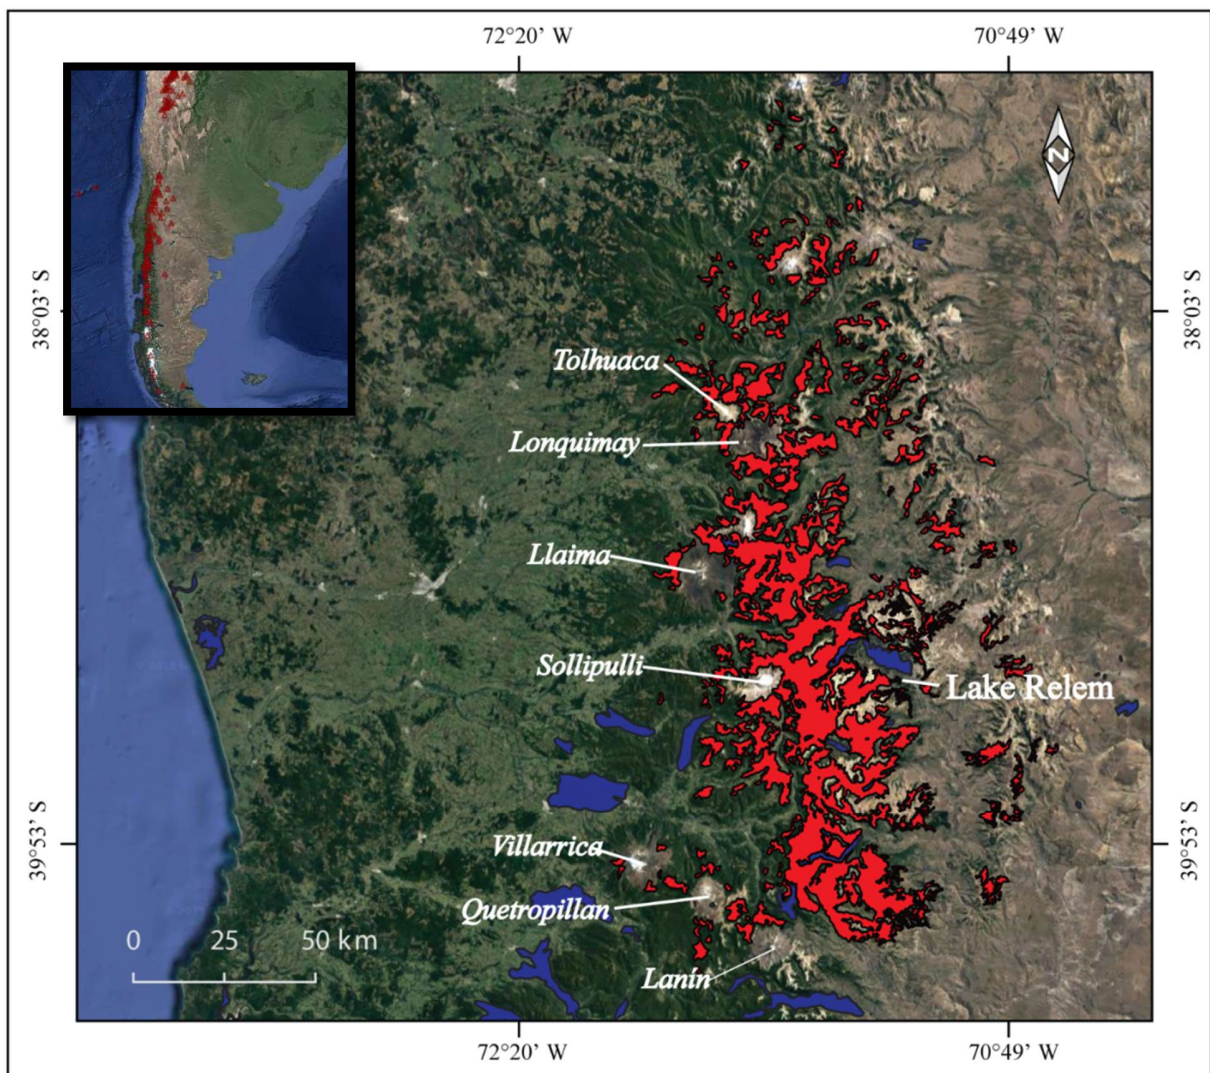 72°20’ W
70°49’ W
N
38°03’ S
38°03’ S
Tolhuaca
Lonquimay
Llaima
Sollipulli
Lake Relem
39°53’ S
39°53’ S
Villarrica
Quetropillan
Lanín
0 25 50 km
72°20’ W
70°49’ W